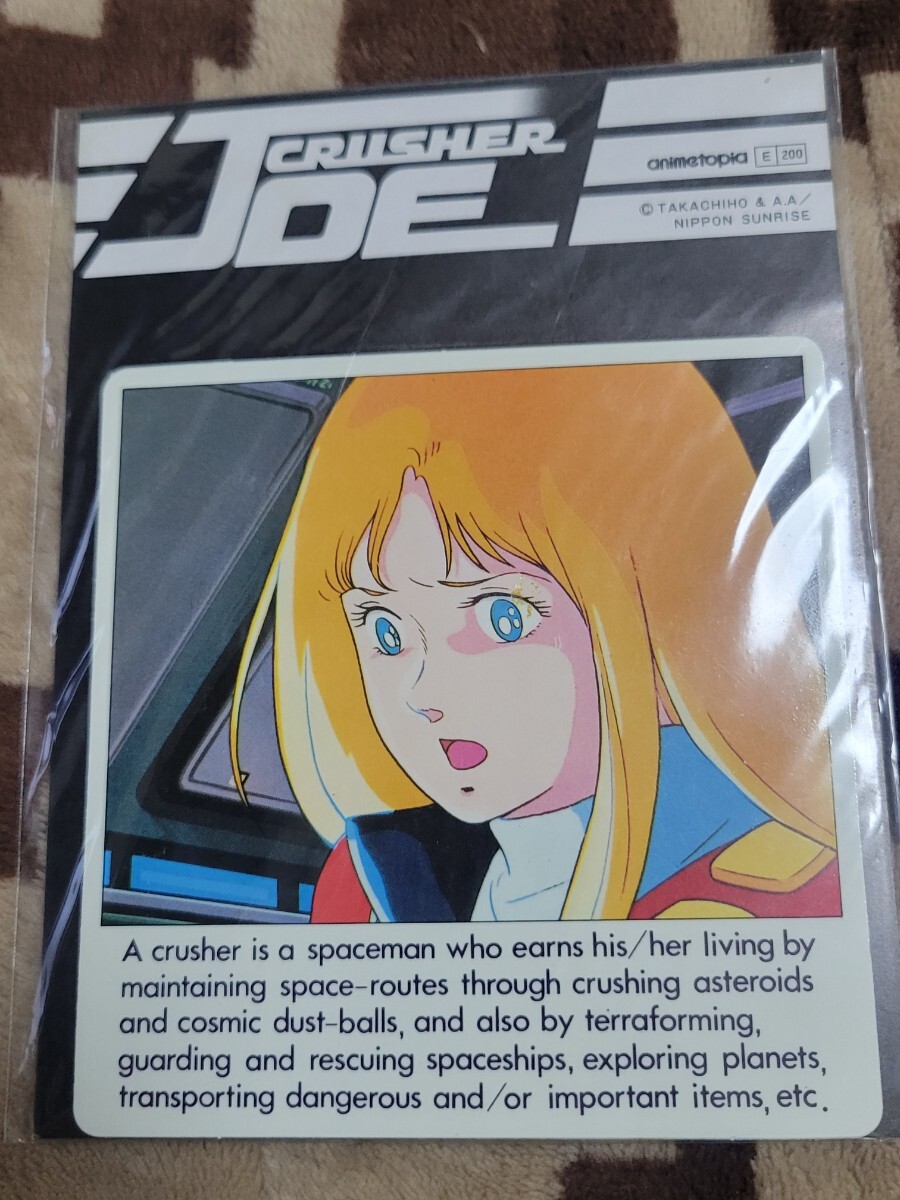 CRUSHER
JOE
animetopia E 200
© TAKACHIHO & A.A/
NIPPON SUNRISE
A crusher is a spaceman who earns his/her living by
maintaining space-routes through crushing asteroids
and cosmic dust-balls, and also by terraforming,
guarding and rescuing spaceships, exploring planets,
transporting dangerous and/or important items, etc.